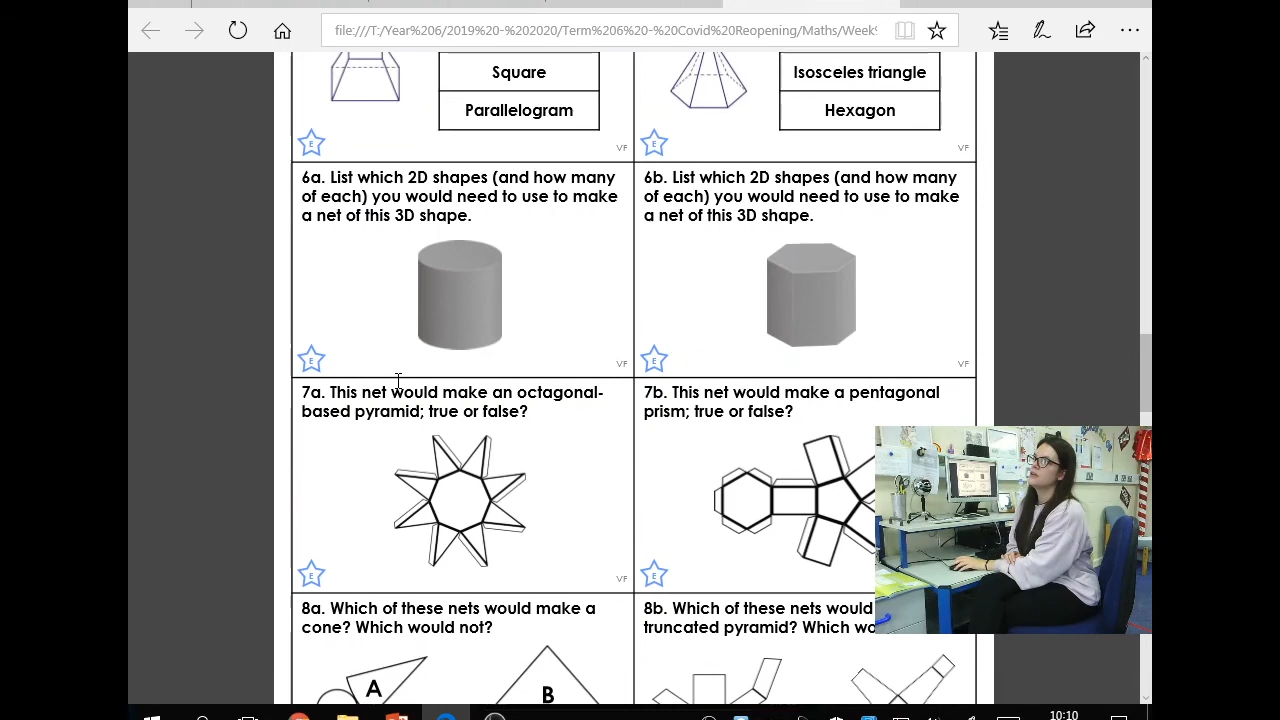 file:///T:/Year%206/2019%20-%202020/Term%206%20-%20Covid%20Reopening/Maths/Week%
Square
Parallelogram
E
VF
Isosceles triangle
Hexagon
E
VF
6a. List which 2D shapes (and how many
of each) you would need to use to make
a net of this 3D shape.
E
VF
6b. List which 2D shapes (and how many
of each) you would need to use to make
a net of this 3D shape.
E
VF
7a. This net would make an octagonal-
based pyramid; true or false?
E
VF
7b. This net would make a pentagonal
prism; true or false?
E
8a. Which of these nets would make a
cone? Which would not?
A
B
8b. Which of these nets would
truncated pyramid? Which wo
10:10